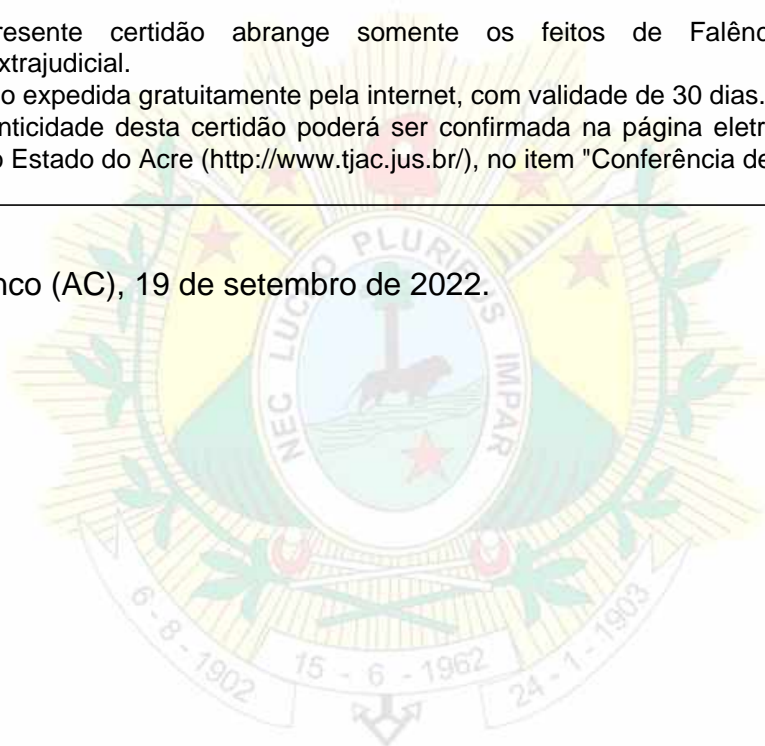 resente certidão abrange somente os feitos de Falênc
xtrajudicial.
o expedida gratuitamente pela internet, com validade de 30 dias.
nticidade desta certidão poderá ser confirmada na página eletr
o Estado do Acre (http://www.tjac.jus.br/), no item "Conferência de
nco (AC), 19 de setembro de 2022.
NEC LUCEO PLURIBUS IMPAR
6 - 8 - 1902
15 - 6 - 1962
24 - 1 - 1903